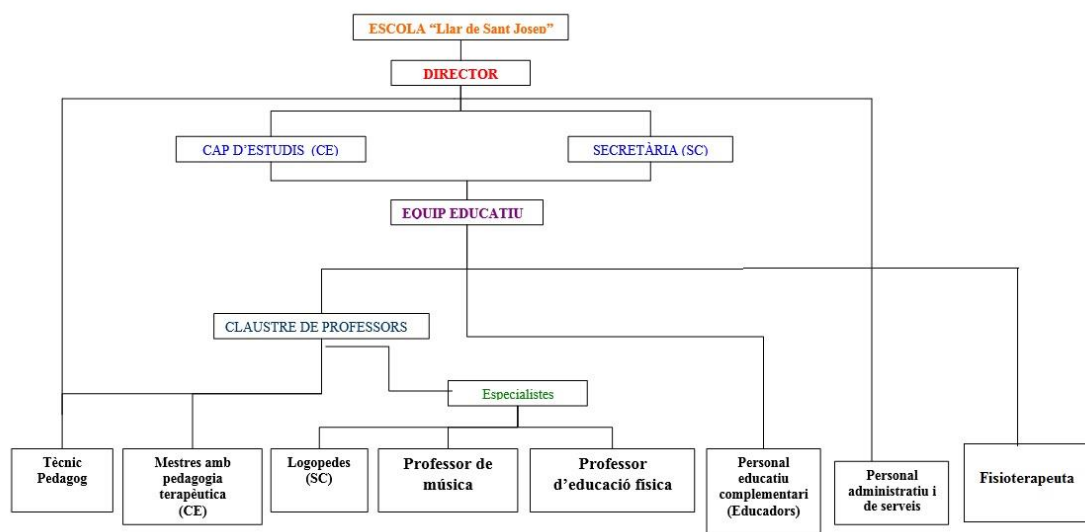 ESCOLA “Llar de Sant Josep”
DIRECTOR
CAP D’ESTUDIS (CE)
SECRETÀRIA (SC)
EQUIP EDUCATIU
CLAUSTRE DE PROFESSORS
Especialistes
Tècnic
Pedagog
Mestres amb
pedagogia
terapèutica
(CE)
Logopedes
(SC)
Professor de
música
Professor
d’educació física
Personal
educatiu
complementari
(Educadors)
Personal
administratiu i
de serveis
Fisioterapeuta